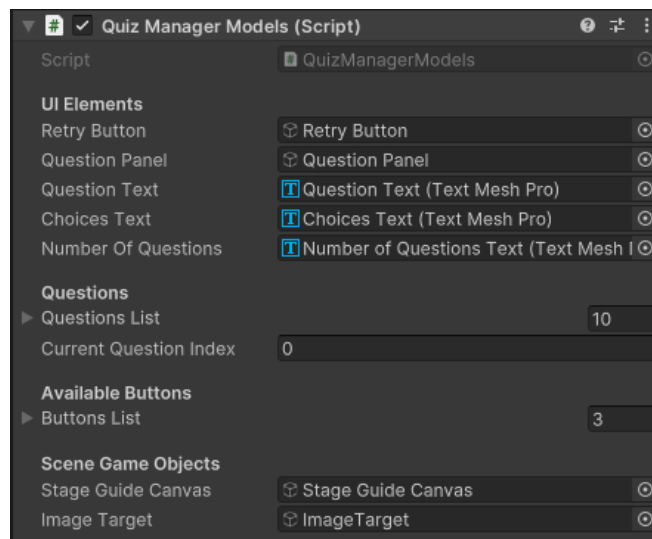 # Quiz Manager Models (Script)
Script # QuizManagerModels
UI Elements
Retry Button Retry Button
Question Panel Question Panel
Question Text T Question Text (Text Mesh Pro)
Choices Text T Choices Text (Text Mesh Pro)
Number Of Questions T Number of Questions Text (Text Mesh
Questions
Questions List 10
Current Question Index 0
Available Buttons
Buttons List 3
Scene Game Objects
Stage Guide Canvas Stage Guide Canvas
Image Target ImageTarget